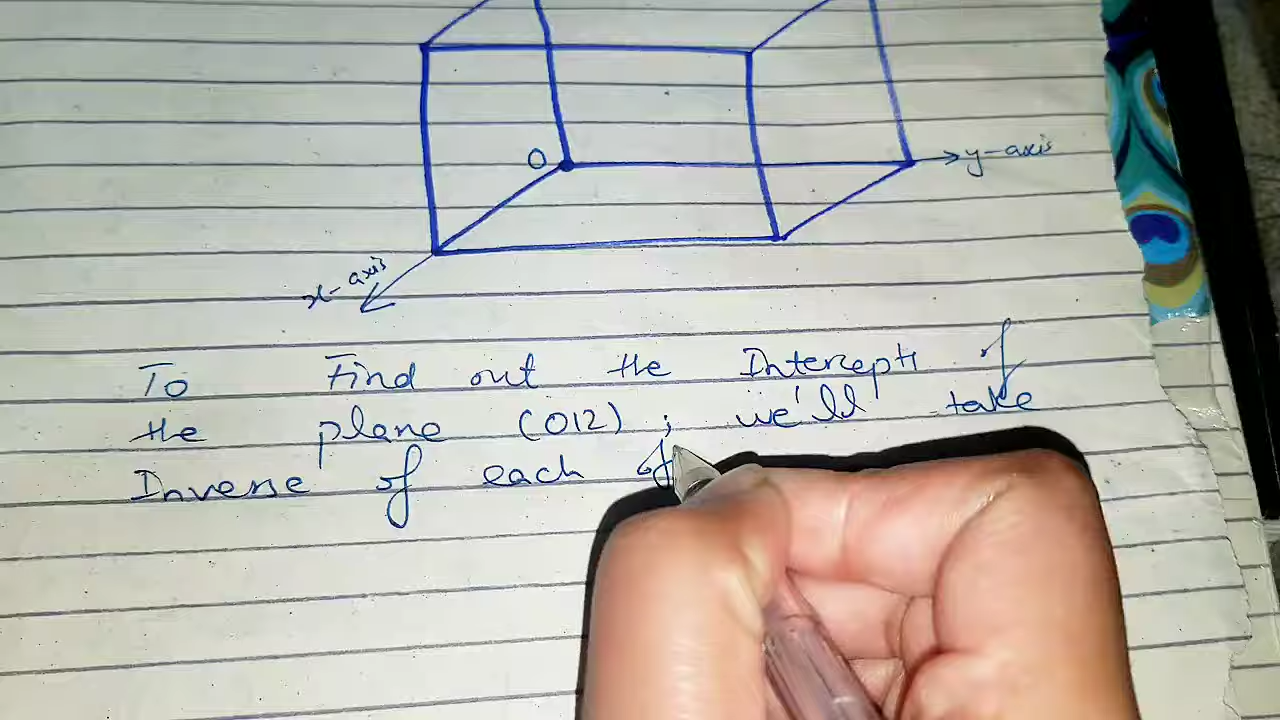 O
y-axis
x-axis
To Find out the Intercepts of
the plane (012) ; we'll take
Inverse of each of